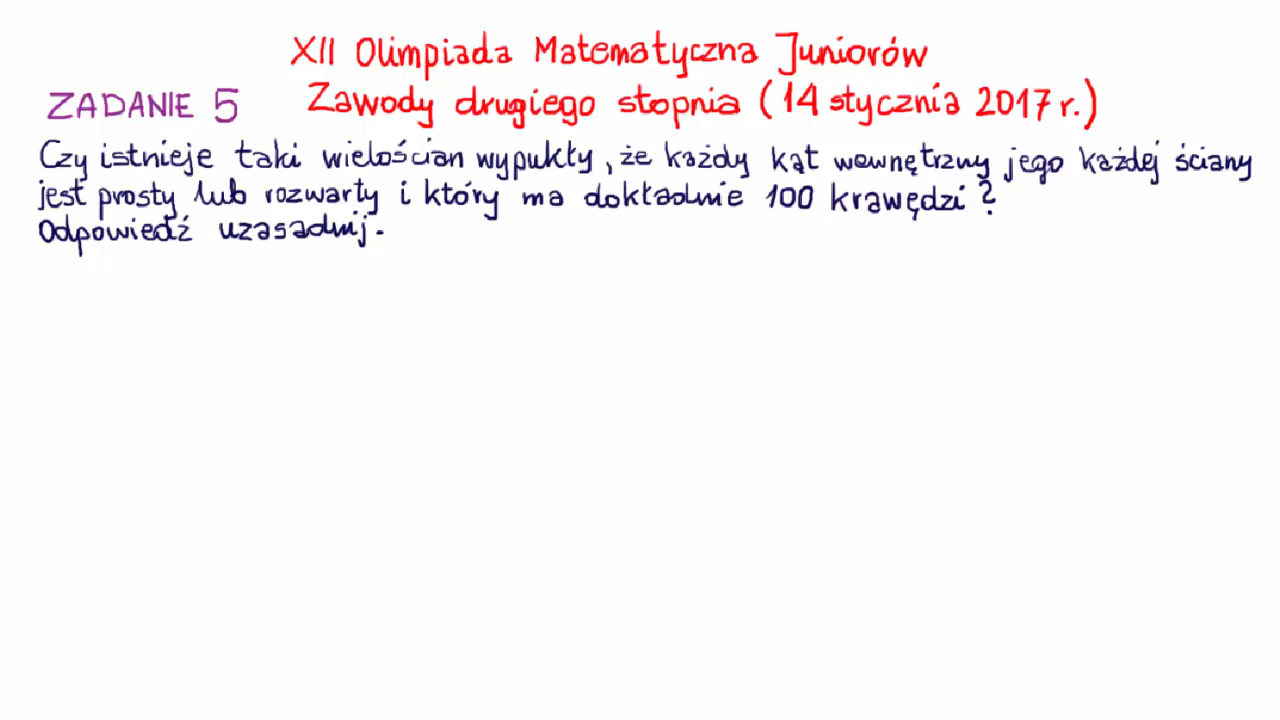 XII Olimpiada Matematyczna Juniorów
ZADANIE 5 Zawody drugiego stopnia (14 stycznia 2017 r.)
Czy istnieje taki wielościan wypukły, że każdy kąt wewnętrzny jego każdej ściany
jest prosty lub rozwarty i który ma dokładnie 100 krawędzi?
Odpowiedź uzasadnij.